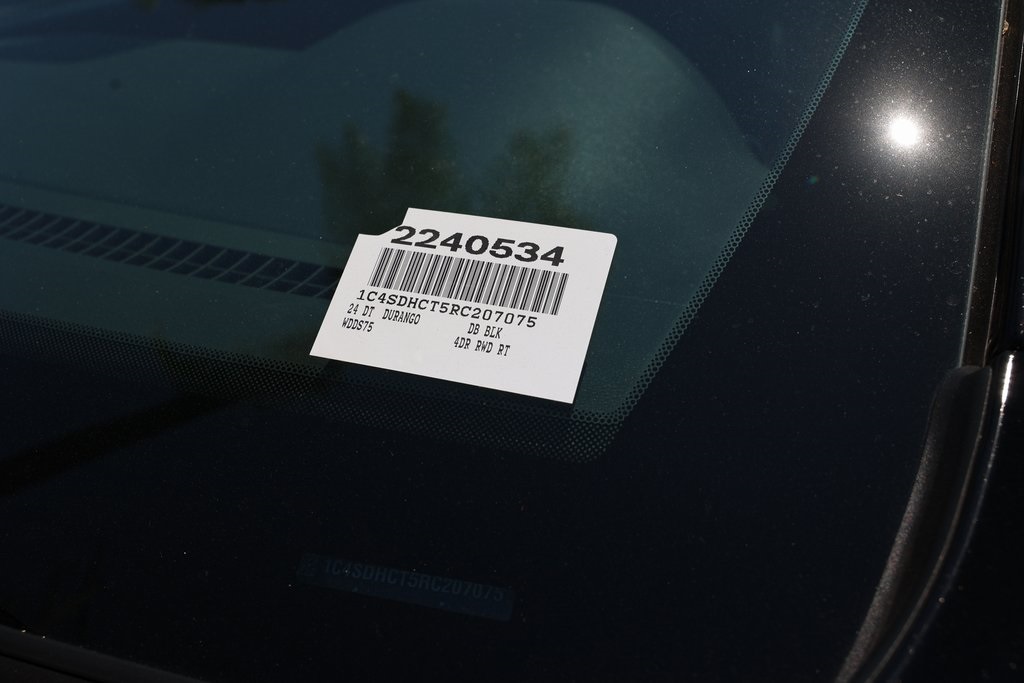 2240534
1C4SDHCT5RC207075
24 DT DURANGO DB BLK
WDDS75 4DR RWD RT
1C4SDHCT5RC207075